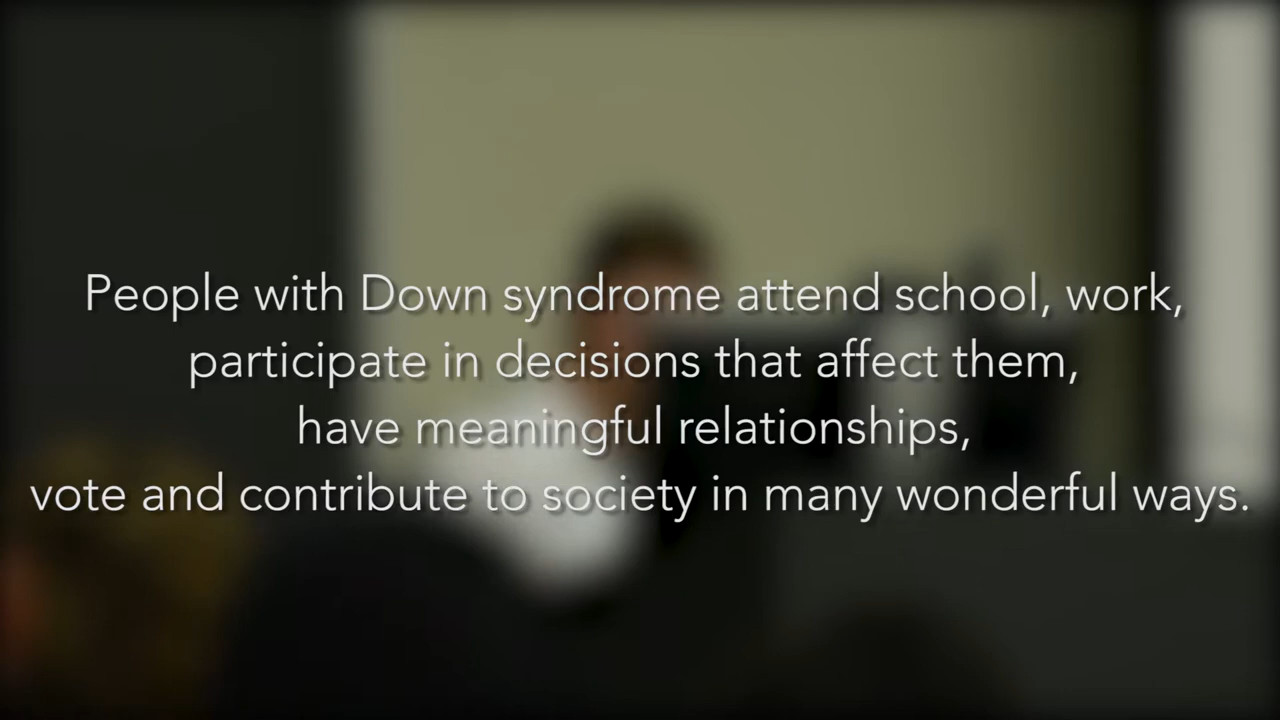 People with Down syndrome attend school, work,
participate in decisions that affect them,
have meaningful relationships,
vote and contribute to society in many wonderful ways.